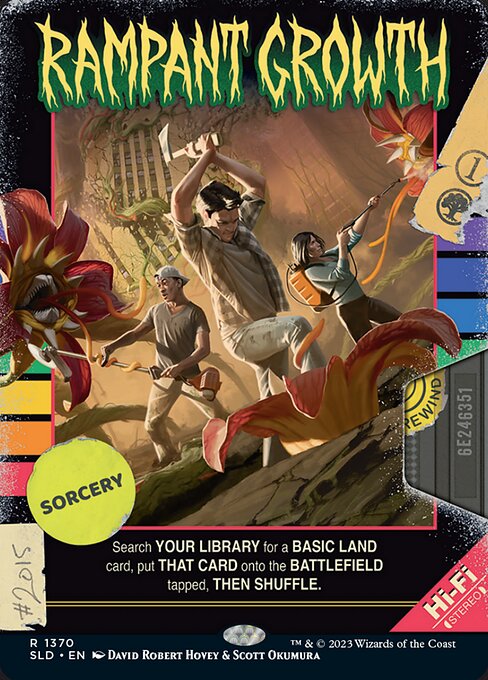 RAMPANT GROWTH
1
REWIND
6E246351
SORCERY
Search YOUR LIBRARY for a BASIC LAND
card, put THAT CARD onto the BATTLEFIELD
tapped, THEN SHUFFLE.
#2015
Hi-Fi
(STEREO)
R 1370
™ & © 2023 Wizards of the Coast
SLD • EN David Robert Hovey & Scott Okumura